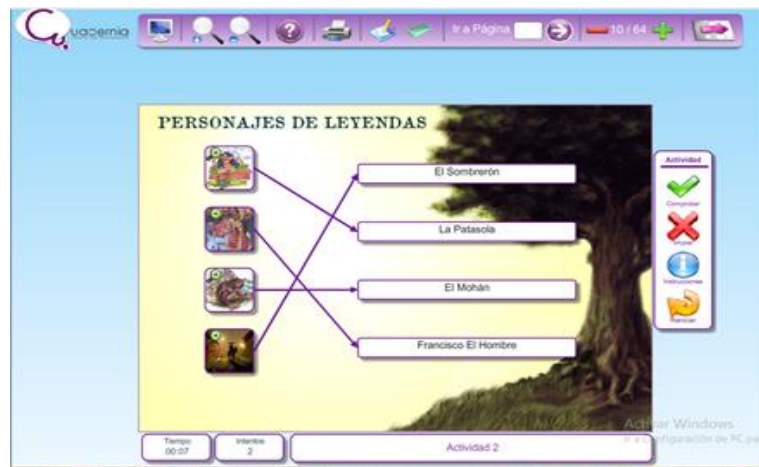 Cuadernia
Ir a Página
10 / 64
PERSONAJES DE LEYENDAS
El Sombrerón
La Patasola
El Mohán
Francisco El Hombre
Actividad
Comprobar
Instrucciones
Tiempo
00:07
Intentos
2
Actividad 2
Activar Windows